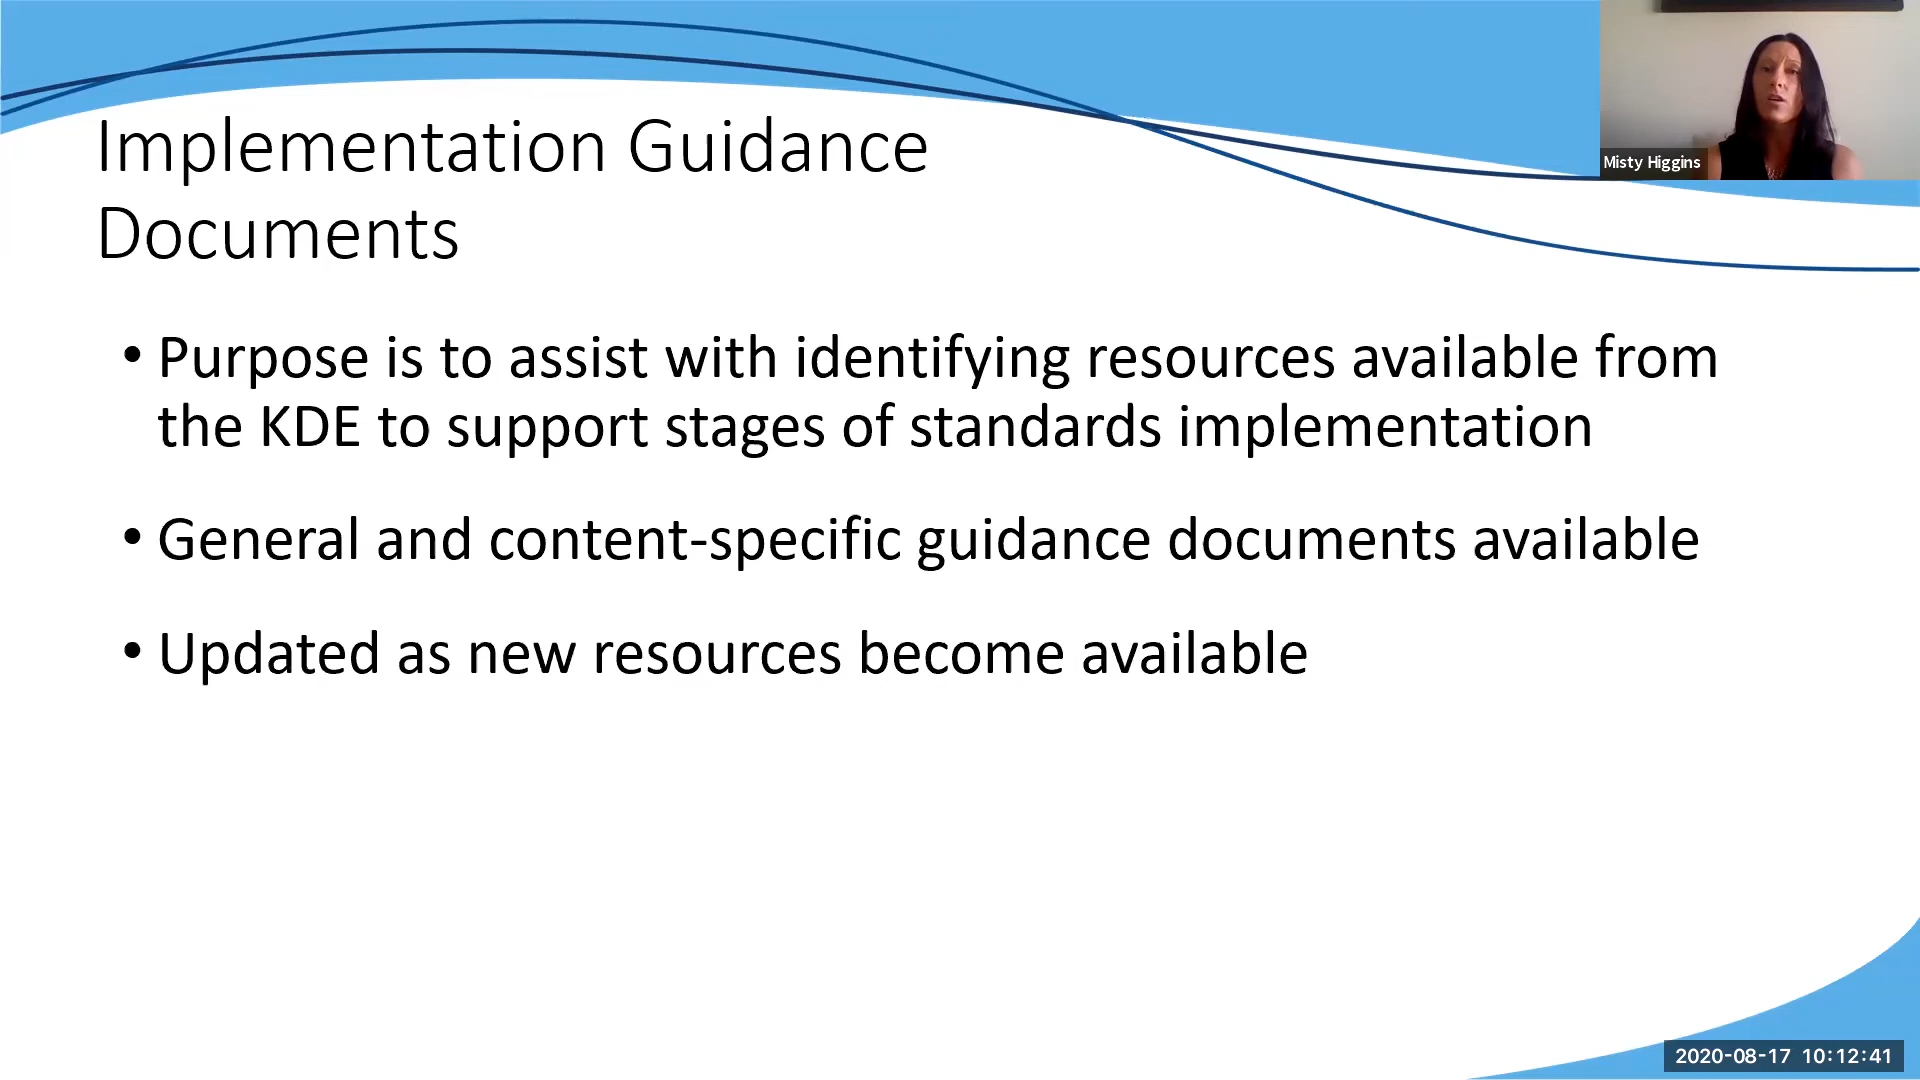 Implementation Guidance
Documents
Misty Higgins
• Purpose is to assist with identifying resources available from
the KDE to support stages of standards implementation
• General and content-specific guidance documents available
• Updated as new resources become available
2020-08-17 10:12:41